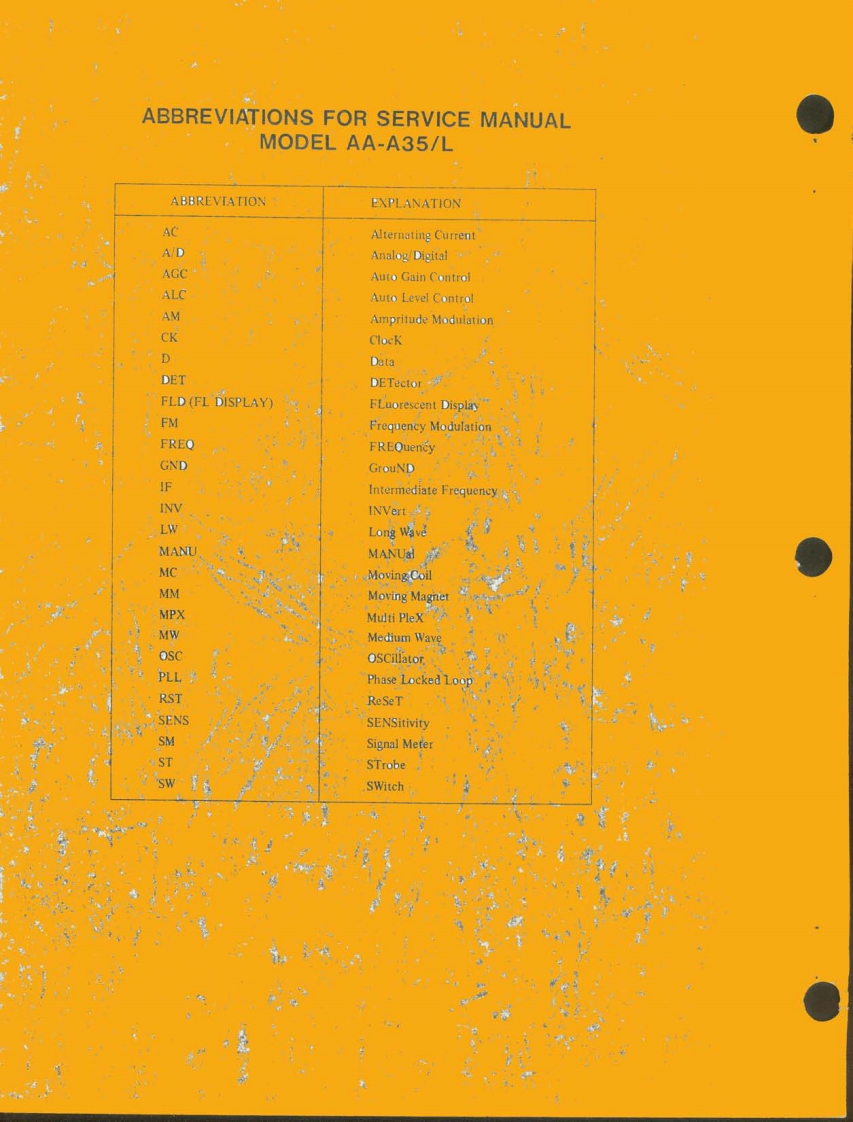 ABBREVIATIONS FOR SERVICE MANUAL
MODEL AA-A35/L
ABBREVIATION EXPLANATION
AC Alternating Current
A/D Analog/Digital
AGC Auto Gain Control
ALC Auto Level Control
AM Ampritude Modulation
CK ClocK
D Data
DET DETector
FLD (FL DISPLAY) FLuorescent Display
FM Frequency Modulation
FREQ FREQuency
GND GrouND
IF Intermediate Frequency
INV INVert
LW Long Wave
MANU MANUal
MC Moving Coil
MM Moving Magnet
MPX Multi PleX
MW Medium Wave
OSC OSCillator
PLL Phase Locked Loop
RST ReSeT
SENS SENSitivity
SM Signal Meter
ST STrobe
SW SWitch